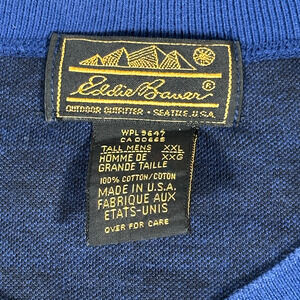 Eddie Bauer®
OUTDOOR OUTFITTER • SEATTLE, U.S.A.
WPL 9647
CA 00668
TALL MENS XXL
HOMME DE XXG
GRANDE TAILLE
100% COTTON/COTON
MADE IN U.S.A.
FABRIQUE AUX
ETATS-UNIS
OVER FOR CARE